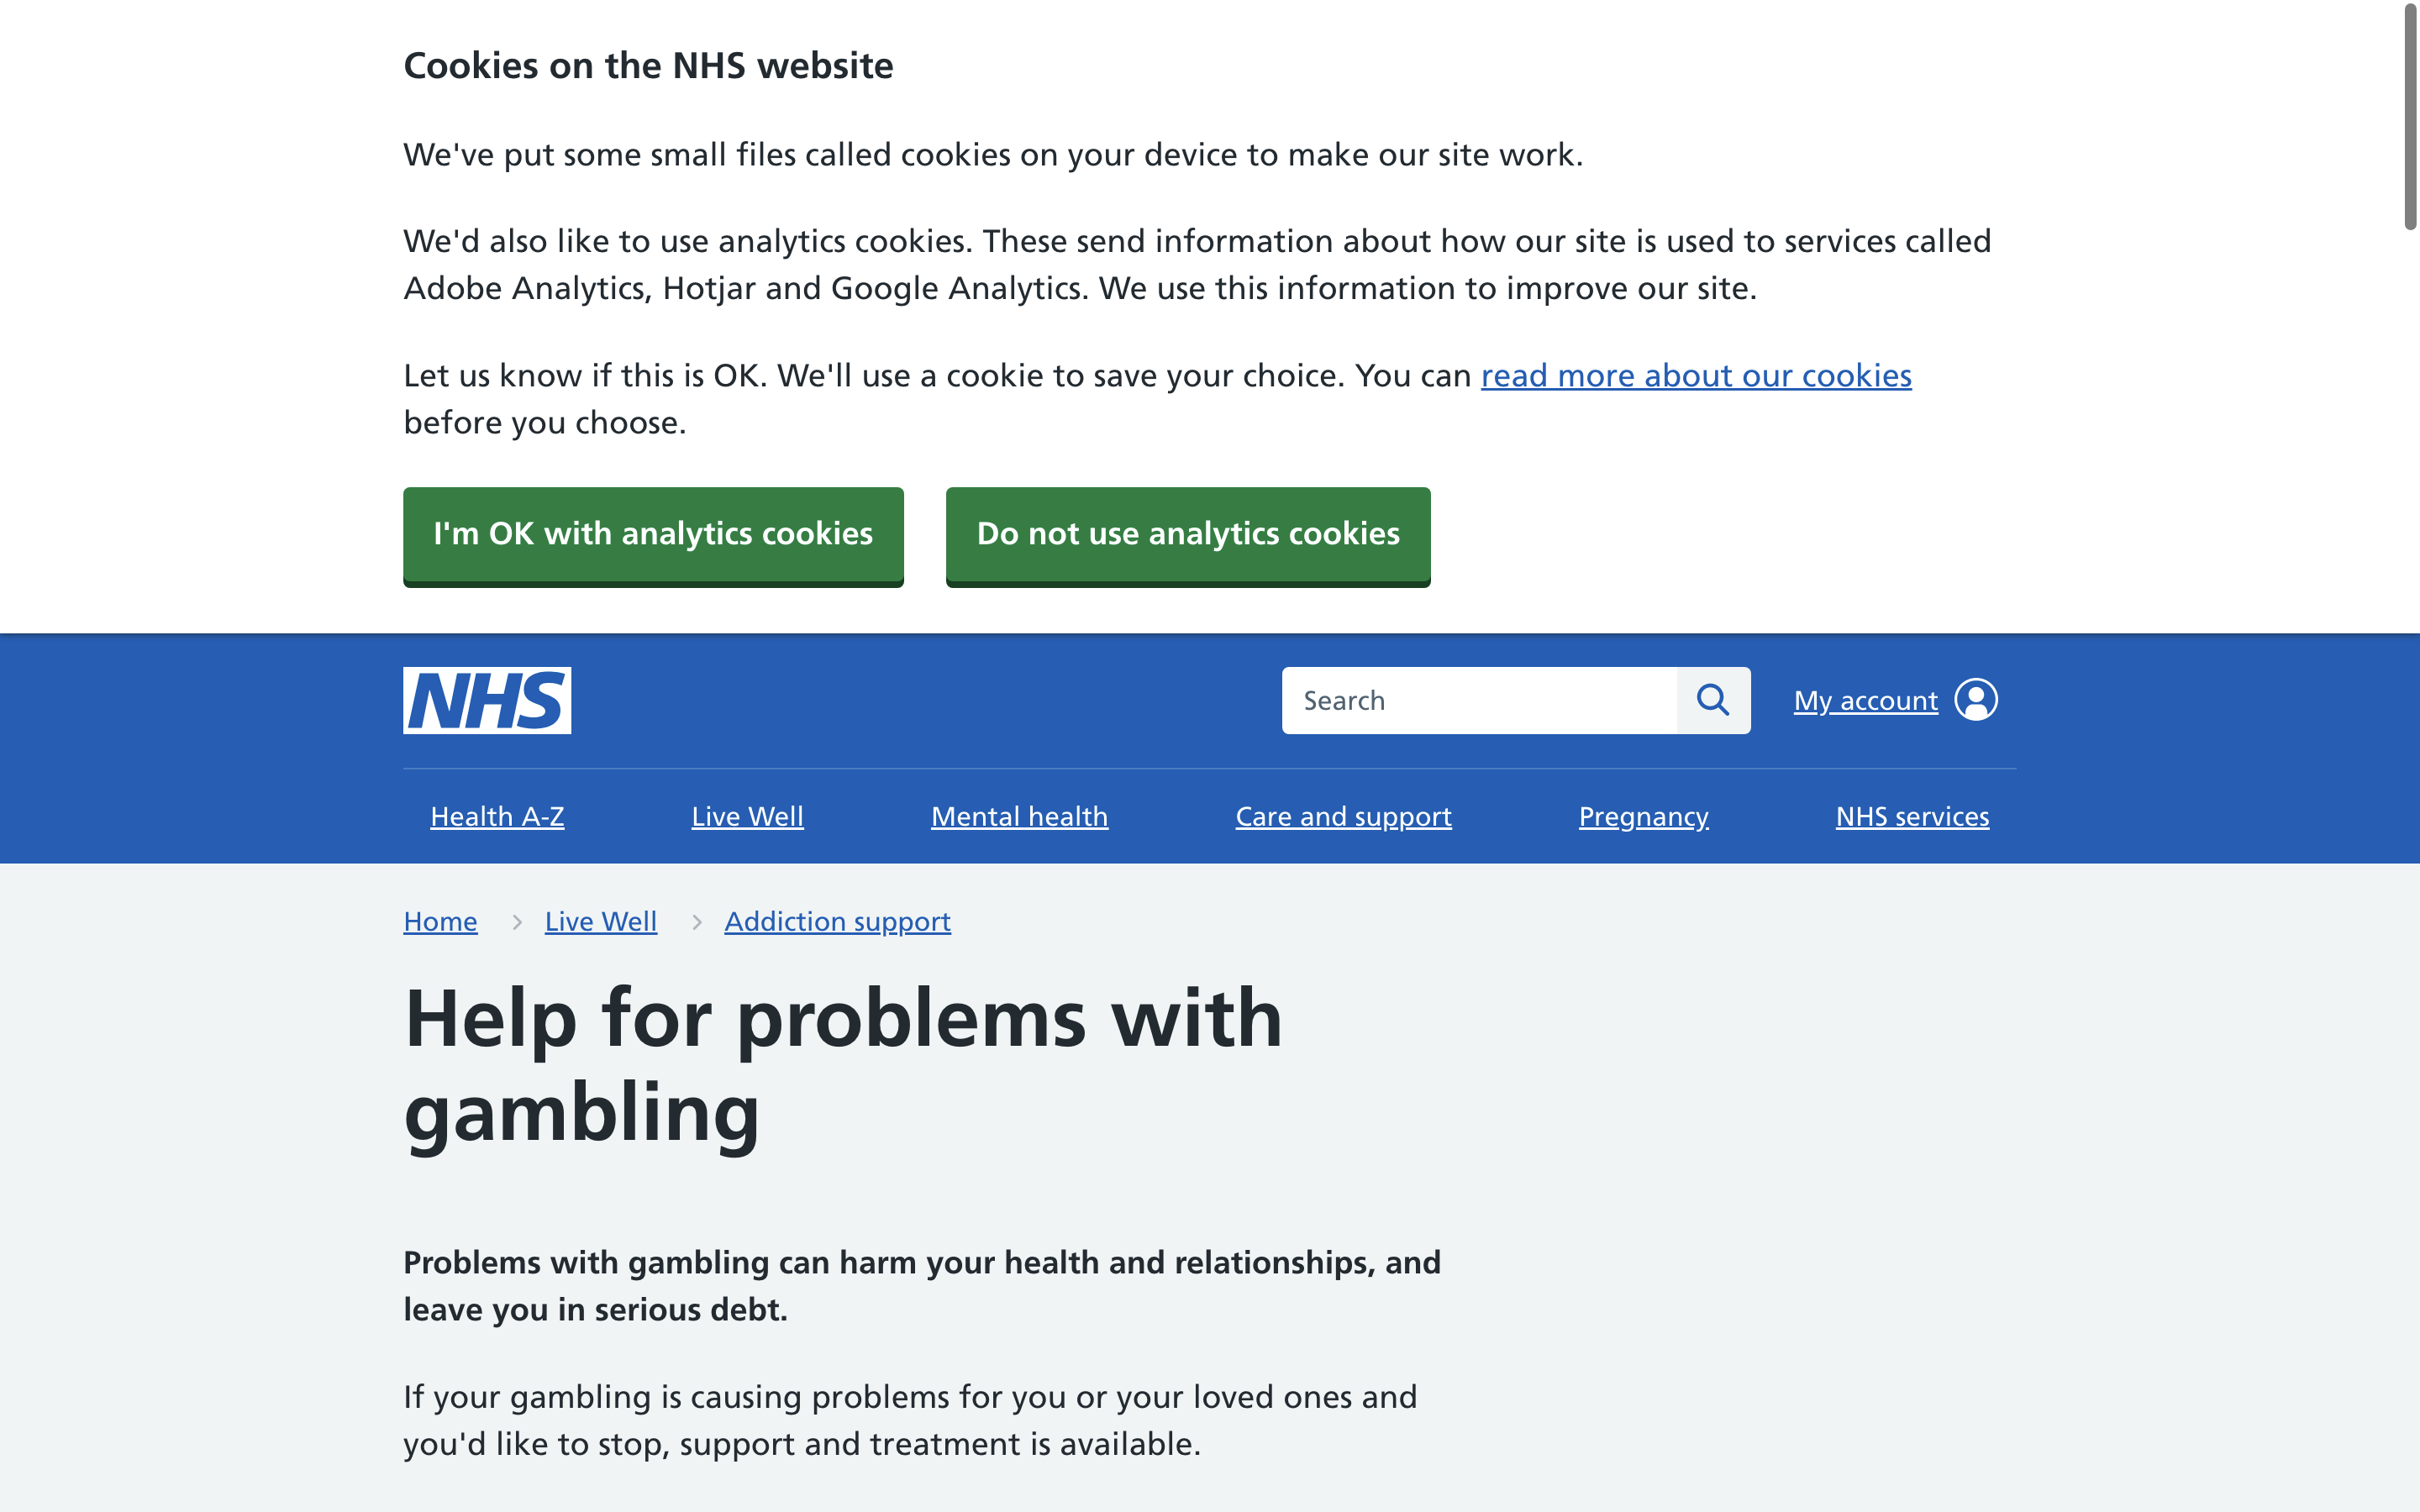 Cookies on the NHS website
We've put some small files called cookies on your device to make our site work.
We'd also like to use analytics cookies. These send information about how our site is used to services called
Adobe Analytics, Hotjar and Google Analytics. We use this information to improve our site.
Let us know if this is OK. We'll use a cookie to save your choice. You can read more about our cookies
before you choose.
I'm OK with analytics cookies
Do not use analytics cookies
NHS
Search
My account
Health A-Z
Live Well
Mental health
Care and support
Pregnancy
NHS services
Home
Live Well
Addiction support
Help for problems with
gambling
Problems with gambling can harm your health and relationships, and
leave you in serious debt.
If your gambling is causing problems for you or your loved ones and
you'd like to stop, support and treatment is available.